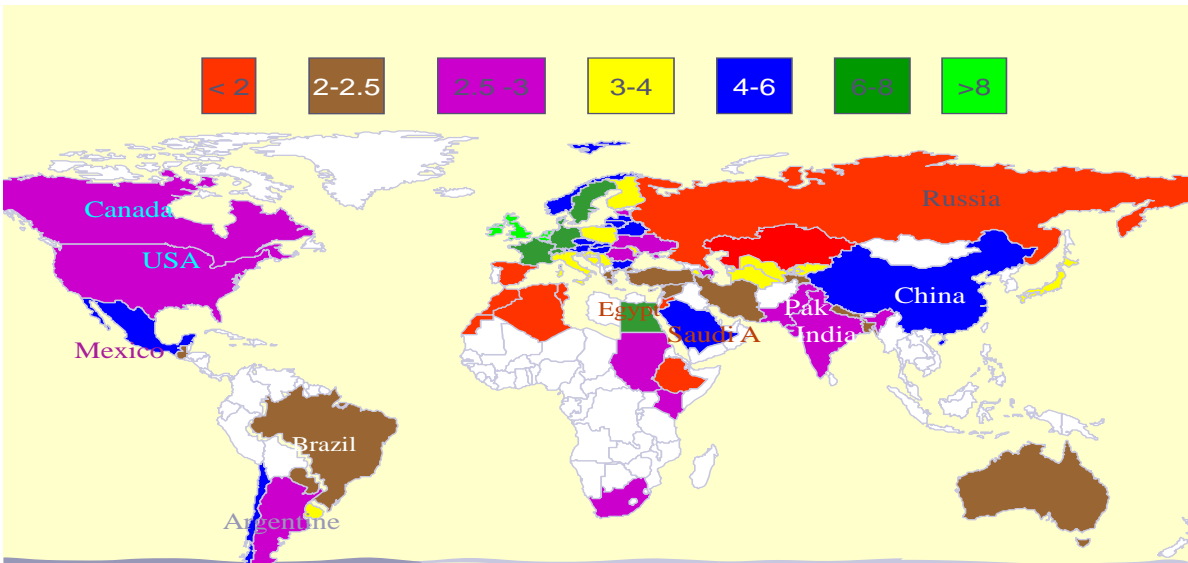 < 2 2-2.5 2.5 -3 3-4 4-6 6-8 >8
Russia
Canada
USA
China
Egypt
Pak
Saudi A
India
Mexico
Brazil
Argentine